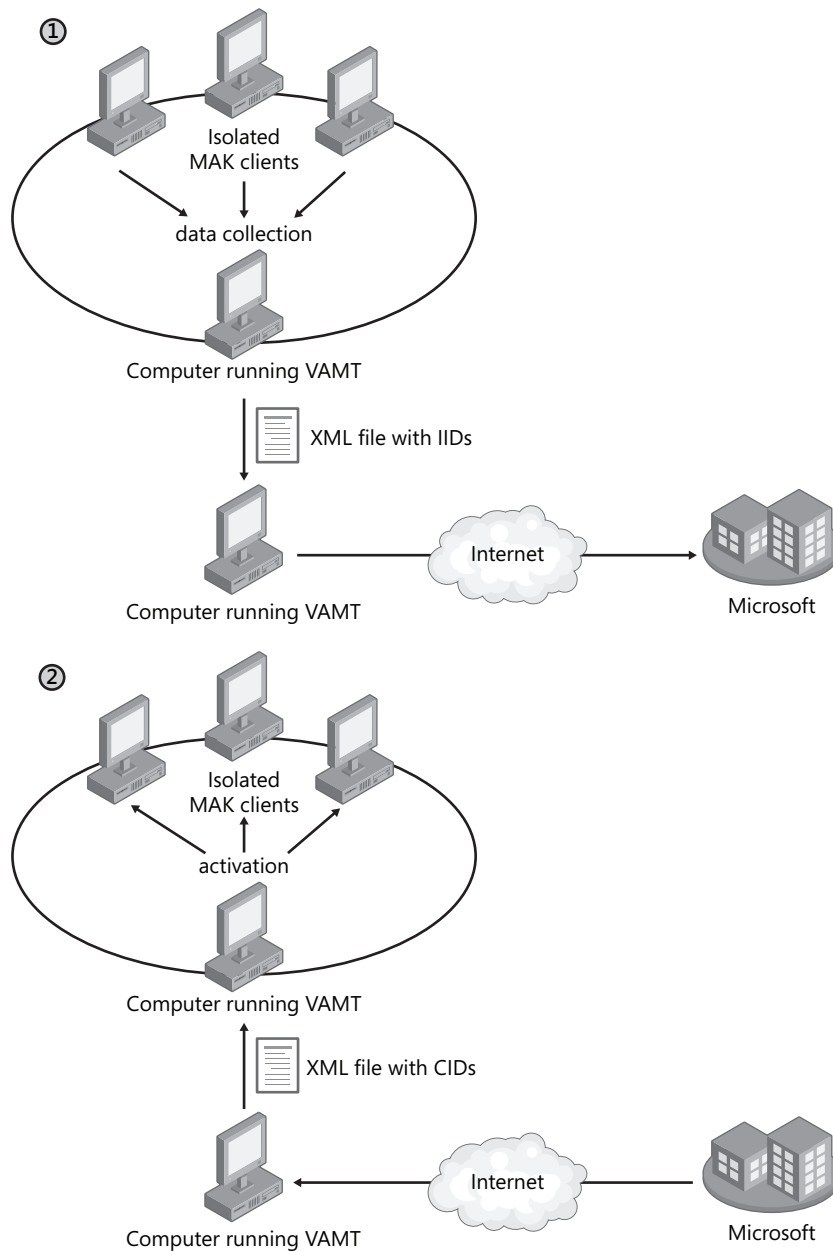 1
Isolated
MAK clients
data collection
Computer running VAMT
XML file with IIDs
Internet
Computer running VAMT
Microsoft
2
Isolated
MAK clients
activation
Computer running VAMT
XML file with CIDs
Internet
Computer running VAMT
Microsoft